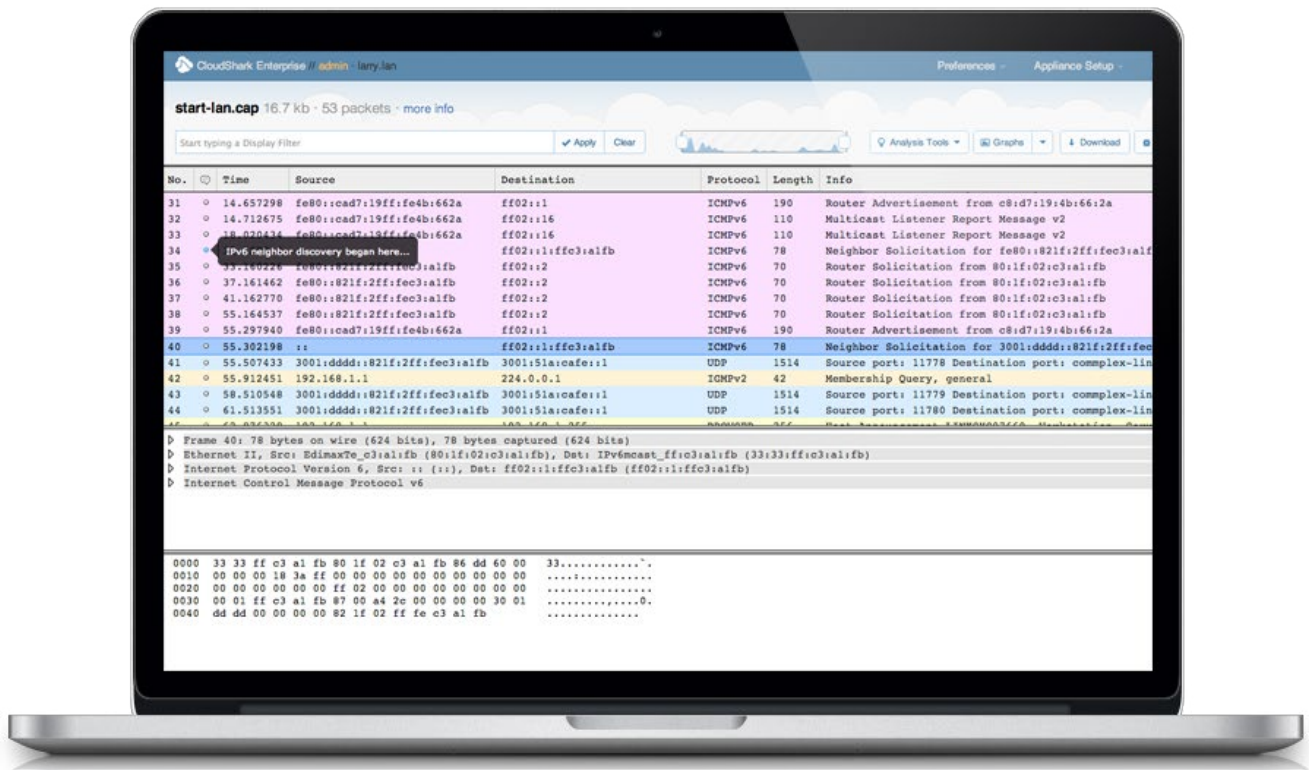 CloudShark Enterprise // admin - larry.lan Preferences Appliance Setup
start-lan.cap 16.7 kb · 53 packets · more info
Start typing a Display Filter Apply Clear Analysis Tools Graphs Download
No. Time Source Destination Protocol Length Info
31 14.657298 fe80::cad7:19ff:fe4b:662a ff02::1 ICMPv6 190 Router Advertisement from c8:d7:19:4b:66:2a
32 14.712675 fe80::cad7:19ff:fe4b:662a ff02::16 ICMPv6 110 Multicast Listener Report Message v2
33 18.020434 fe80::cad7:19ff:fe4b:662a ff02::16 ICMPv6 110 Multicast Listener Report Message v2
34 IPv6 neighbor discovery began here... ff02::1:ffc3:a1fb ICMPv6 78 Neighbor Solicitation for fe80::821f:2ff:fec3:a1f
35 33.160226 fe80::821f:2ff:fec3:a1fb ff02::2 ICMPv6 70 Router Solicitation from 80:1f:02:c3:a1:fb
36 37.161462 fe80::821f:2ff:fec3:a1fb ff02::2 ICMPv6 70 Router Solicitation from 80:1f:02:c3:a1:fb
37 41.162770 fe80::821f:2ff:fec3:a1fb ff02::2 ICMPv6 70 Router Solicitation from 80:1f:02:c3:a1:fb
38 55.164537 fe80::821f:2ff:fec3:a1fb ff02::2 ICMPv6 70 Router Solicitation from 80:1f:02:c3:a1:fb
39 55.297940 fe80::cad7:19ff:fe4b:662a ff02::1 ICMPv6 190 Router Advertisement from c8:d7:19:4b:66:2a
40 55.302198 :: ff02::1:ffc3:a1fb ICMPv6 78 Neighbor Solicitation for 3001:dddd::821f:2ff:fec
41 55.507433 3001:dddd::821f:2ff:fec3:a1fb 3001:51a:cafe::1 UDP 1514 Source port: 11778 Destination port: commplex-lin
42 55.912451 192.168.1.1 224.0.0.1 IGMPv2 42 Membership Query, general
43 58.510548 3001:dddd::821f:2ff:fec3:a1fb 3001:51a:cafe::1 UDP 1514 Source port: 11779 Destination port: commplex-lin
44 61.513551 3001:dddd::821f:2ff:fec3:a1fb 3001:51a:cafe::1 UDP 1514 Source port: 11780 Destination port: commplex-lin
Frame 40: 78 bytes on wire (624 bits), 78 bytes captured (624 bits)
Ethernet II, Src: EdimaxTe_c3:a1:fb (80:1f:02:c3:a1:fb), Dst: IPv6mcast_ff:c3:a1:fb (33:33:ff:c3:a1:fb)
Internet Protocol Version 6, Src: :: (::), Dst: ff02::1:ffc3:a1fb (ff02::1:ffc3:a1fb)
Internet Control Message Protocol v6
0000 33 33 ff c3 a1 fb 80 1f 02 c3 a1 fb 86 dd 60 00 33............`.
0010 00 00 00 18 3a ff 00 00 00 00 00 00 00 00 00 00 ....:...........
0020 00 00 00 00 00 00 ff 02 00 00 00 00 00 00 00 00 ................
0030 00 01 ff c3 a1 fb 87 00 a4 2c 00 00 00 00 30 01 .........,....0.
0040 dd dd 00 00 00 00 82 1f 02 ff fe c3 a1 fb ..............